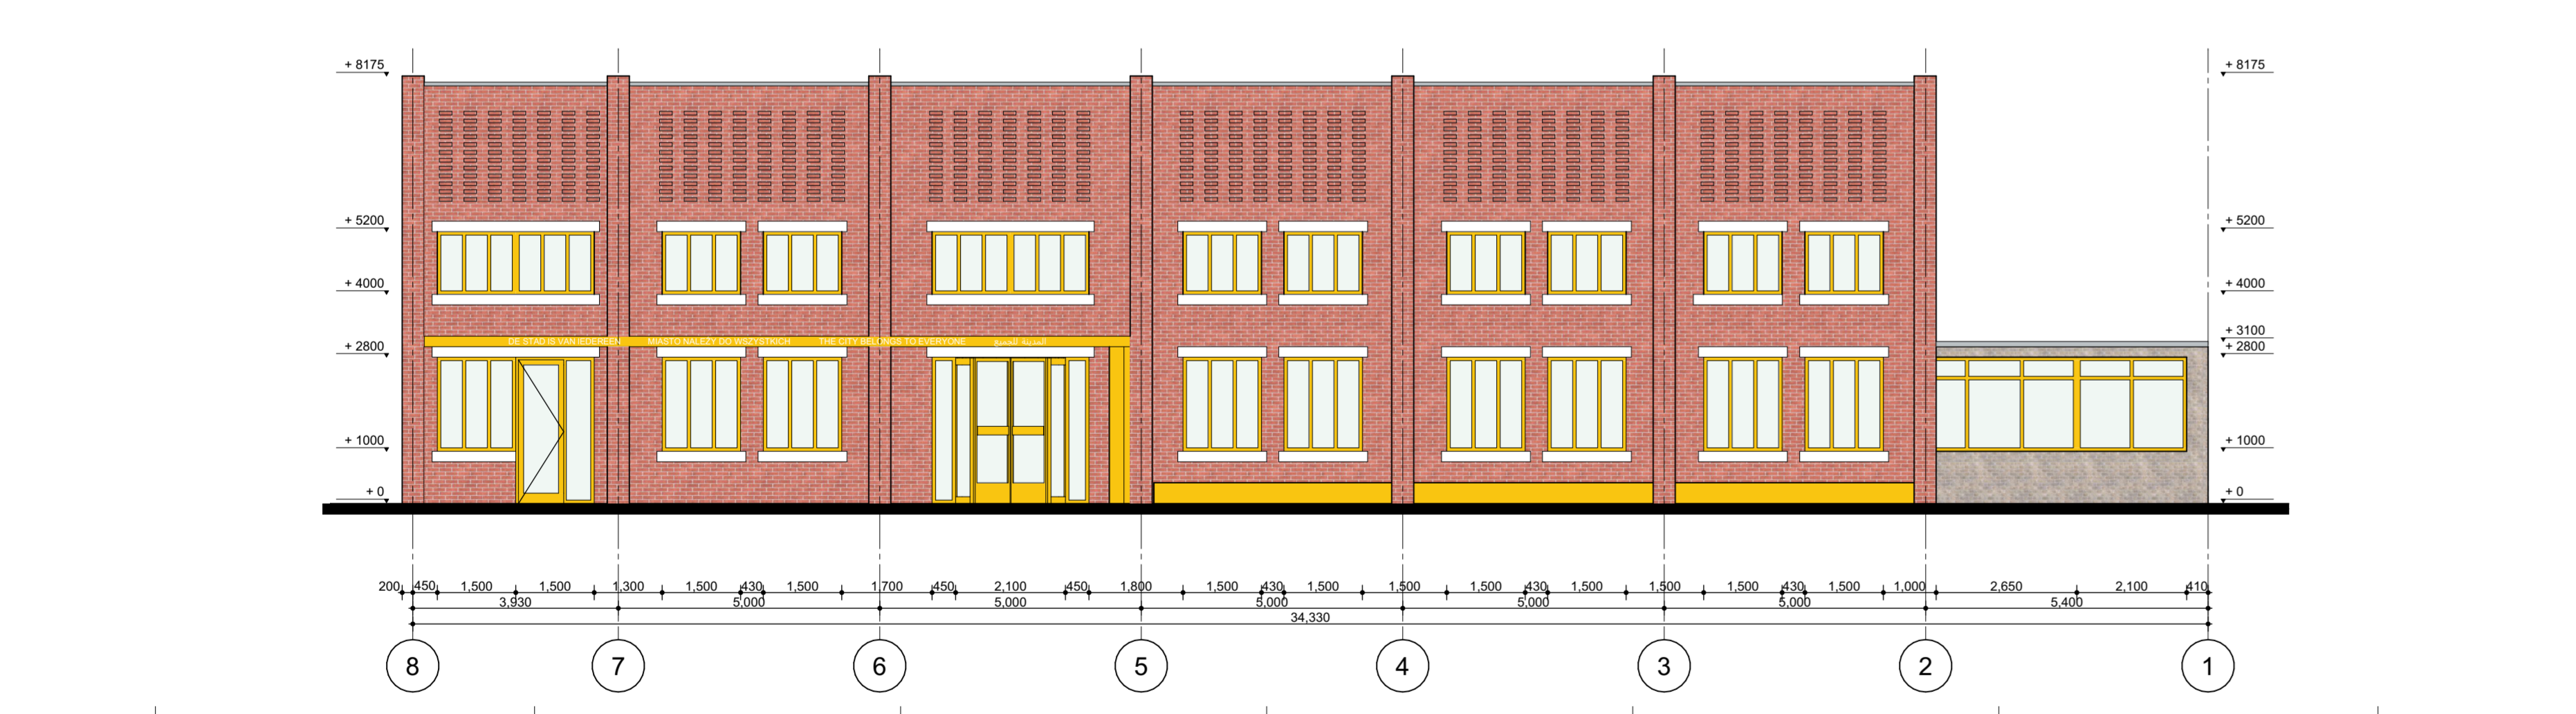 + 8175 + 8175
+ 5200 + 5200
+ 4000 + 4000
+ 3100
+ 2800 + 2800
DE STAD IS VAN IEDEREEN MIASTO NALEŻY DO WSZYSTKICH THE CITY BELONGS TO EVERYONE المدينة للجميع
+ 1000 + 1000
+ 0 + 0
200 450 1,500 1,500 1,300 1,500 430 1,500 1,700 450 2,100 450 1,800 1,500 430 1,500 1,500 1,500 430 1,500 1,500 1,500 430 1,500 1,000 2,650 2,100 410
3,930 5,000 5,000 5,000 5,000 5,000 5,400
34,330
8 7 6 5 4 3 2 1